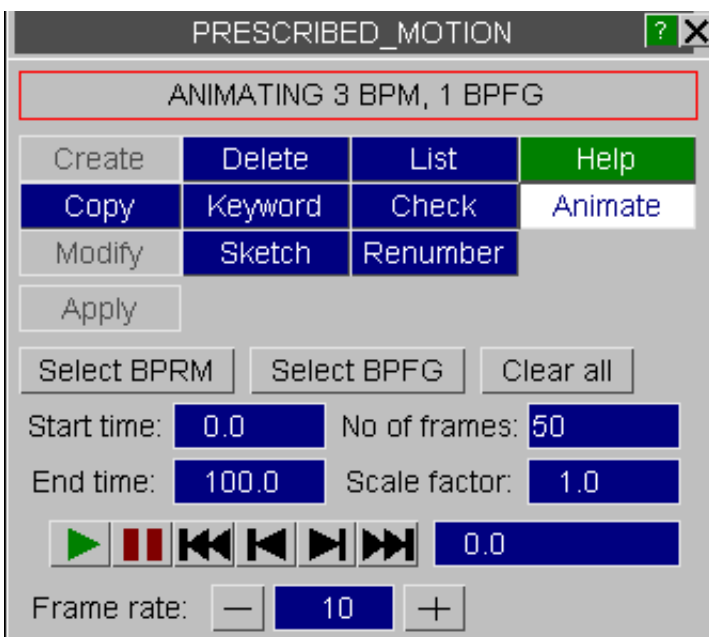 PRESCRIBED_MOTION ? X
ANIMATING 3 BPM, 1 BPFG
Create Delete List Help
Copy Keyword Check Animate
Modify Sketch Renumber
Apply
Select BPRM Select BPFG Clear all
Start time: 0.0 No of frames: 50
End time: 100.0 Scale factor: 1.0
0.0
Frame rate: — 10 +